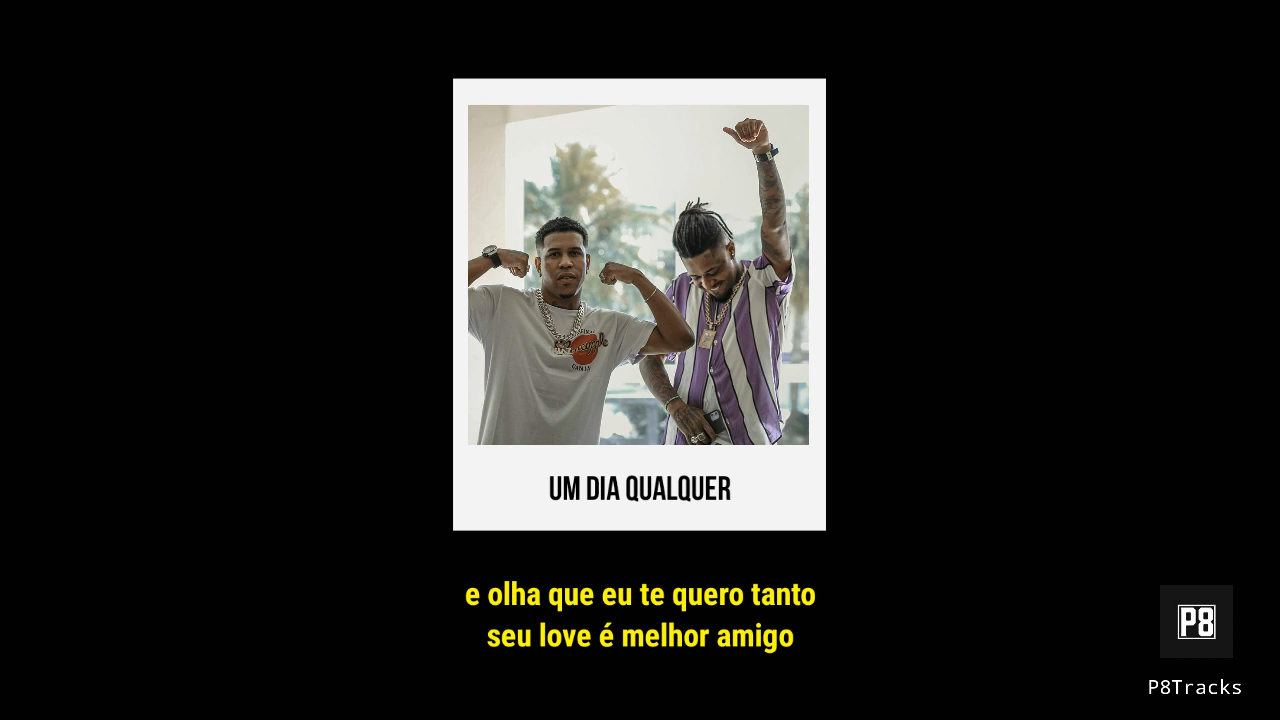 UM DIA QUALQUER
e olha que eu te quero tanto
seu love é melhor amigo
P8
P8Tracks